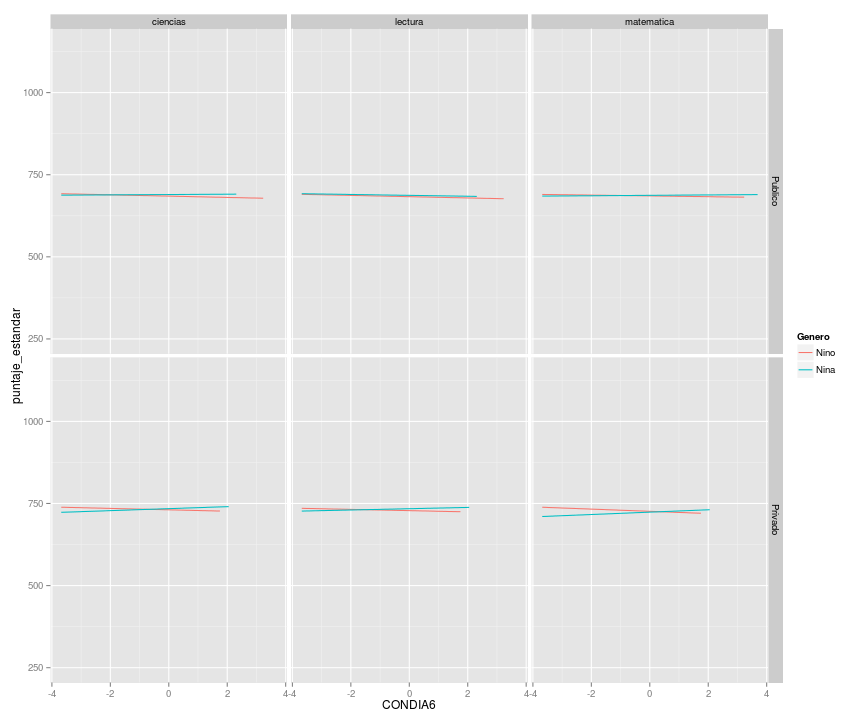 ciencias lectura matematica
1000
750
500
250
Publico
puntaje_estandar
Genero
Nino
Nina
1000
750
500
250
Privado
-4 -2 0 2 4 -4 -2 0 2 4 -4 -2 0 2 4
CONDIA6